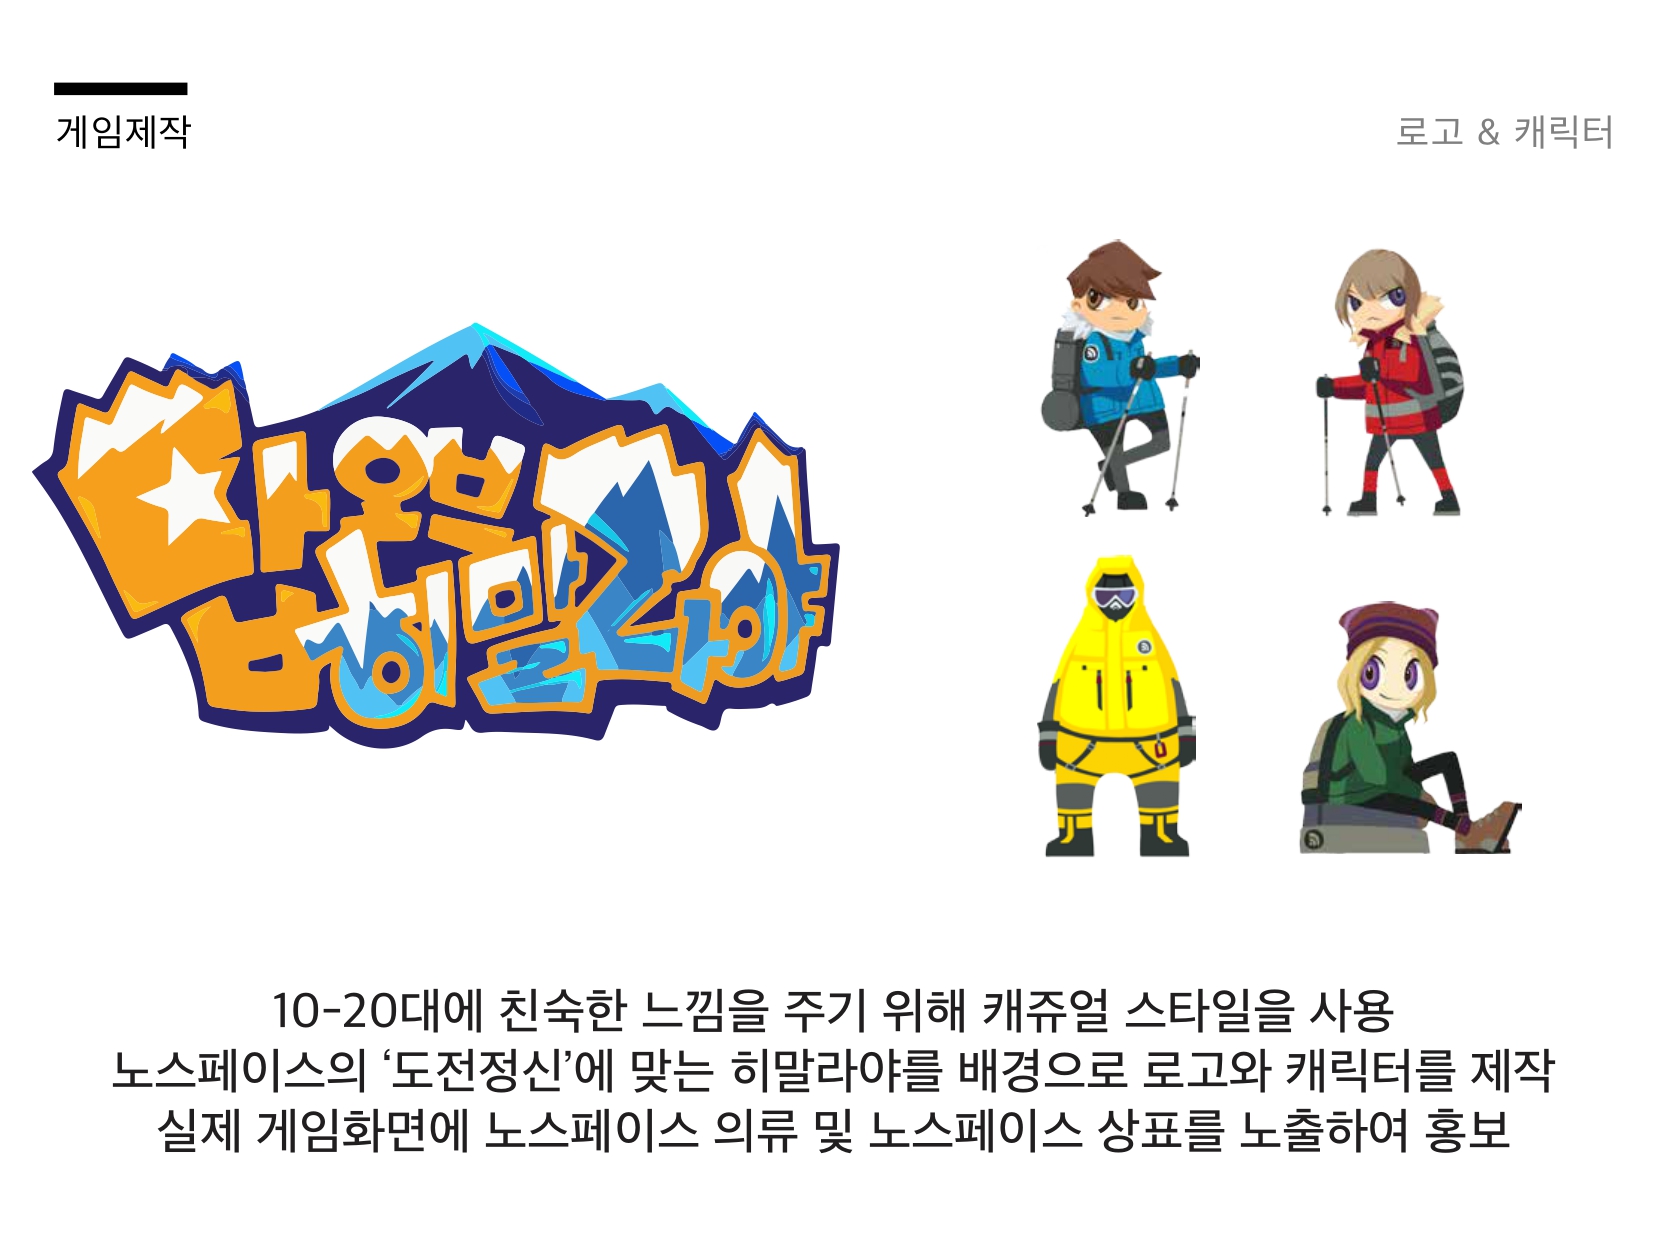 게임제작
로고 & 캐릭터
히말라야
10-20대에 친숙한 느낌을 주기 위해 캐쥬얼 스타일을 사용
노스페이스의 ‘도전정신’에 맞는 히말라야를 배경으로 로고와 캐릭터를 제작
실제 게임화면에 노스페이스 의류 및 노스페이스 상표를 노출하여 홍보